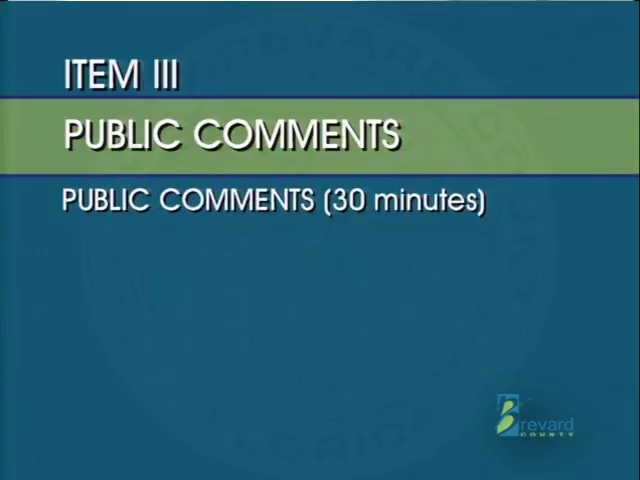 ITEM III
PUBLIC COMMENTS
PUBLIC COMMENTS (30 minutes)
Brevard
COUNTY